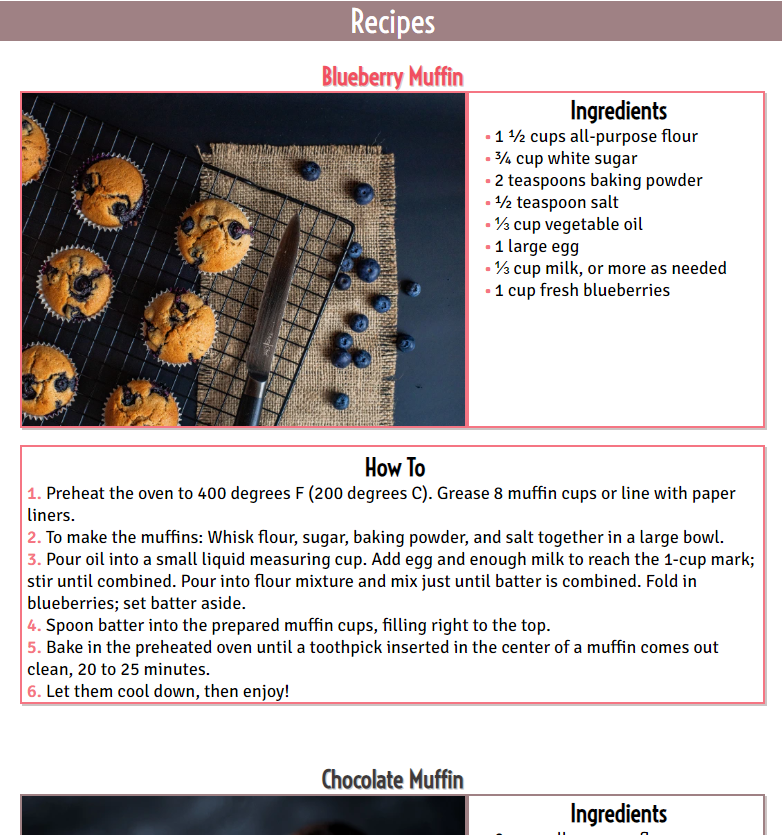 Recipes
Blueberry Muffin
Ingredients
1 ½ cups all-purpose flour
¾ cup white sugar
2 teaspoons baking powder
½ teaspoon salt
⅓ cup vegetable oil
1 large egg
⅓ cup milk, or more as needed
1 cup fresh blueberries
How To
1. Preheat the oven to 400 degrees F (200 degrees C). Grease 8 muffin cups or line with paper
liners.
2. To make the muffins: Whisk flour, sugar, baking powder, and salt together in a large bowl.
3. Pour oil into a small liquid measuring cup. Add egg and enough milk to reach the 1-cup mark;
stir until combined. Pour into flour mixture and mix just until batter is combined. Fold in
blueberries; set batter aside.
4. Spoon batter into the prepared muffin cups, filling right to the top.
5. Bake in the preheated oven until a toothpick inserted in the center of a muffin comes out
clean, 20 to 25 minutes.
6. Let them cool down, then enjoy!
Chocolate Muffin
Ingredients